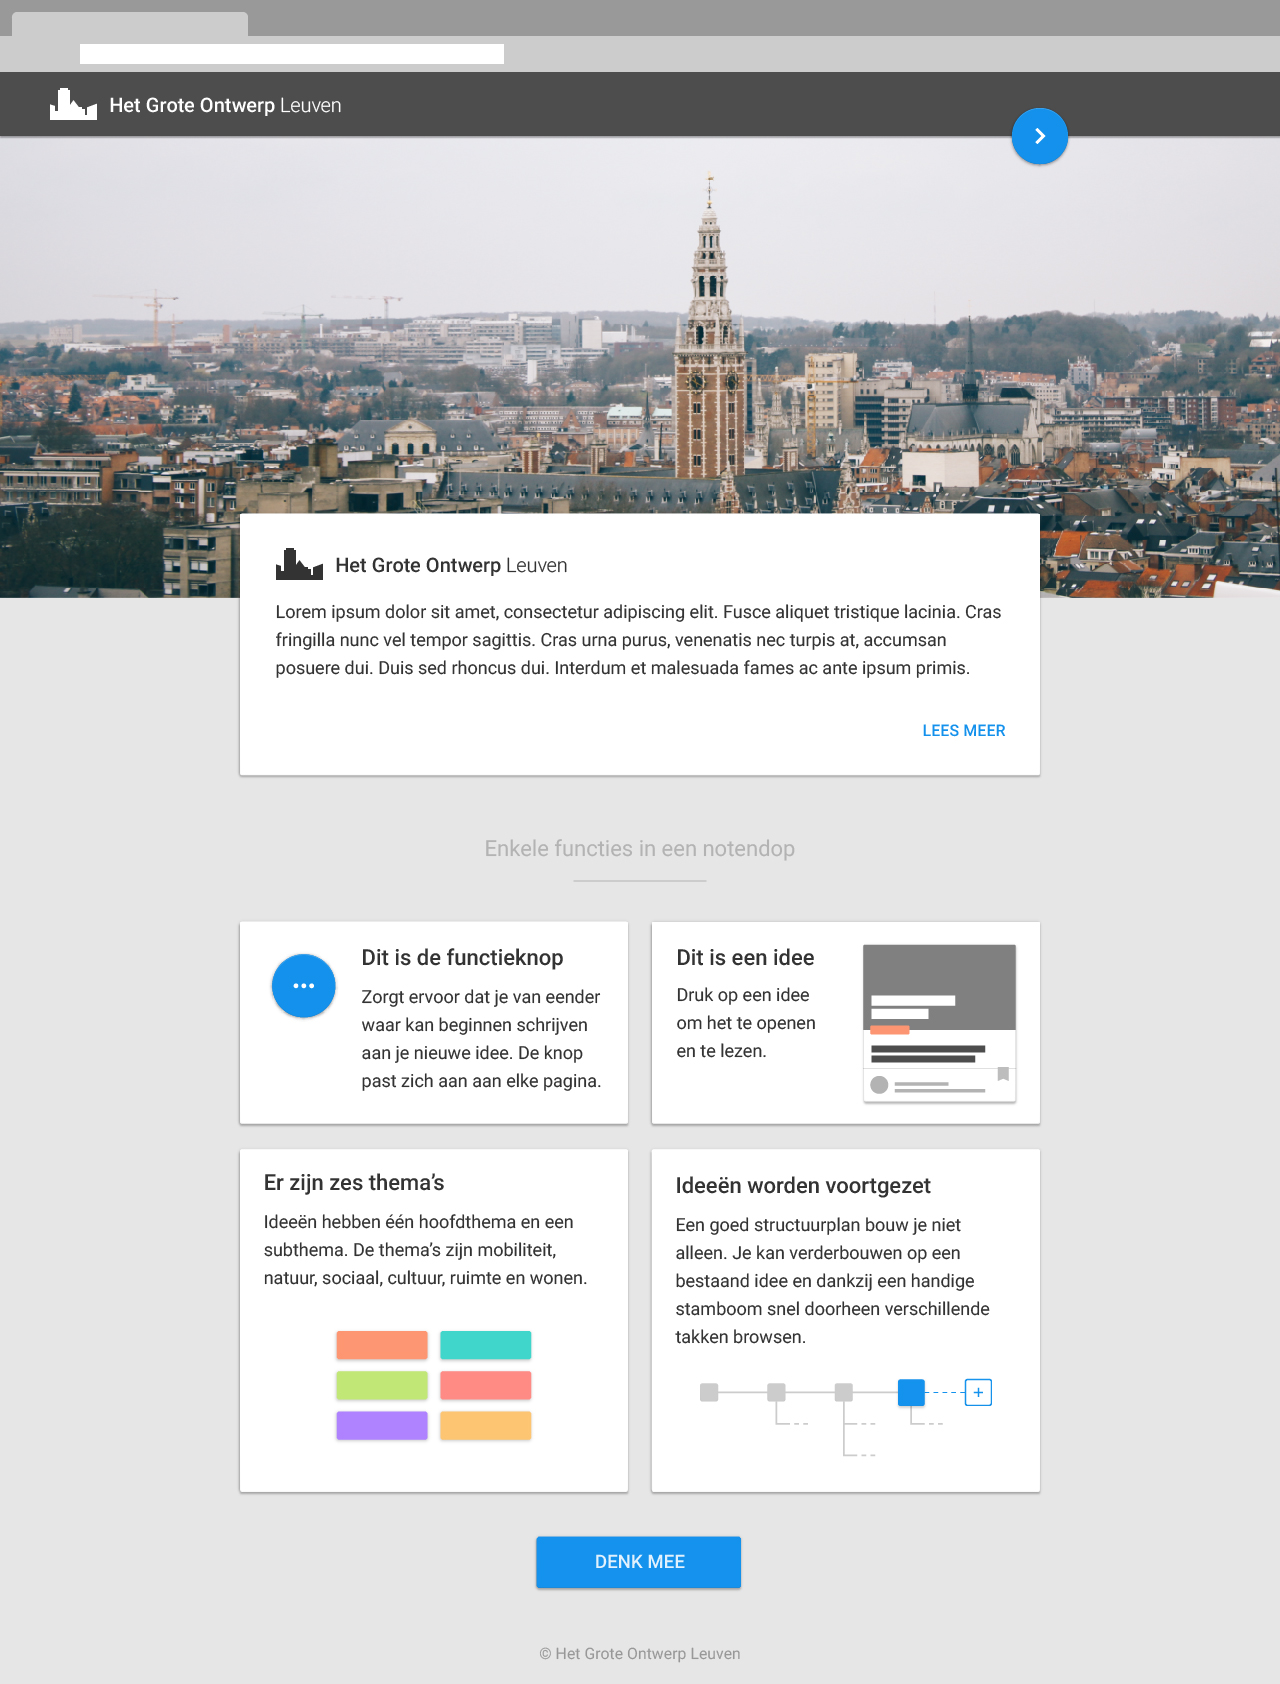 Het Grote Ontwerp Leuven
Het Grote Ontwerp Leuven
Lorem ipsum dolor sit amet, consectetur adipiscing elit. Fusce aliquet tristique lacinia. Cras
fringilla nunc vel tempor sagittis. Cras urna purus, venenatis nec turpis at, accumsan
posuere dui. Duis sed rhoncus dui. Interdum et malesuada fames ac ante ipsum primis.
LEES MEER
Enkele functies in een notendop
Dit is de functieknop
Zorgt ervoor dat je van eender
waar kan beginnen schrijven
aan je nieuwe idee. De knop
past zich aan aan elke pagina.
Dit is een idee
Druk op een idee
om het te openen
en te lezen.
Er zijn zes thema’s
Ideeën hebben één hoofdthema en een
subthema. De thema’s zijn mobiliteit,
natuur, sociaal, cultuur, ruimte en wonen.
Ideeën worden voortgezet
Een goed structuurplan bouw je niet
alleen. Je kan verderbouwen op een
bestaand idee en dankzij een handige
stamboom snel doorheen verschillende
takken browsen.
DENK MEE
© Het Grote Ontwerp Leuven